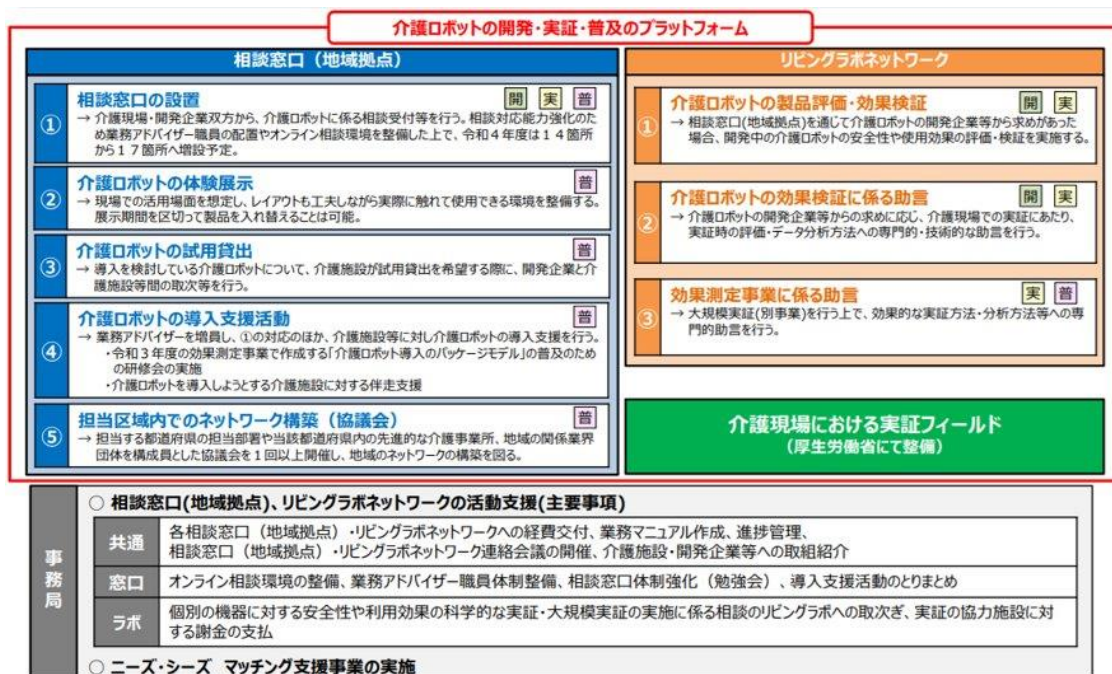 介護ロボットの開発・実証・普及のプラットフォーム
相談窓口（地域拠点）
①
相談窓口の設置
開 実 普
→ 介護現場・開発企業双方から、介護ロボットに係る相談受付等を行う。相談対応能力強化のた
め業務アドバイザー職員の配置やオンライン相談環境を整備した上で、令和４年度は１４箇所
から１７箇所へ増設予定。
②
介護ロボットの体験展示
普
→ 現場での活用場面を想定し、レイアウトも工夫しながら実際に触れて使用できる環境を整備する。
展示期間を区切って製品を入れ替えることは可能。
③
介護ロボットの試用貸出
普
→ 導入を検討している介護ロボットについて、介護施設が試用貸出を希望する際に、開発企業と介
護施設等間の取次等を行う。
④
介護ロボットの導入支援活動
普
→ 業務アドバイザーを増員し、①の対応のほか、介護施設等に対し介護ロボットの導入支援を行う。
・令和３年度の効果測定事業で作成する「介護ロボット導入のパッケージモデル」の普及のため
の研修会の実施
・介護ロボットを導入しようとする介護施設に対する伴走支援
⑤
担当区域内でのネットワーク構築（協議会）
普
→ 担当する都道府県の担当部署や当該都道府県内の先進的な介護事業所、地域の関係業界
団体を構成員とした協議会を１回以上開催し、地域のネットワークの構築を図る。
リビングラボネットワーク
①
介護ロボットの製品評価・効果検証
開 実
→ 相談窓口(地域拠点)を通じて介護ロボットの開発企業等から求めがあった
場合、開発中の介護ロボットの安全性や使用効果の評価・検証を実施する。
②
介護ロボットの効果検証に係る助言
開 実
→ 介護ロボットの開発企業等からの求めに応じ、介護現場での実証にあたり、
実証時の評価・データ分析方法への専門的・技術的な助言を行う。
③
効果測定事業に係る助言
実 普
→ 大規模実証(別事業)を行う上で、効果的な実証方法・分析方法等への専
門的助言を行う。
介護現場における実証フィールド
（厚生労働省にて整備）
事務局
○ 相談窓口(地域拠点)、リビングラボネットワークの活動支援(主要事項)
共通
各相談窓口（地域拠点）・リビングラボネットワークへの経費交付、業務マニュアル作成、進捗管理、
相談窓口（地域拠点）・リビングラボネットワーク連絡会議の開催、介護施設・開発企業等への取組紹介
窓口
オンライン相談環境の整備、業務アドバイザー職員体制整備、相談窓口体制強化（勉強会）、導入支援活動のとりまとめ
ラボ
個別の機器に対する安全性や利用効果の科学的な実証・大規模実証の実施に係る相談のリビングラボへの取次ぎ、実証の協力施設に対
する謝金の支払
○ ニーズ・シーズ マッチング支援事業の実施